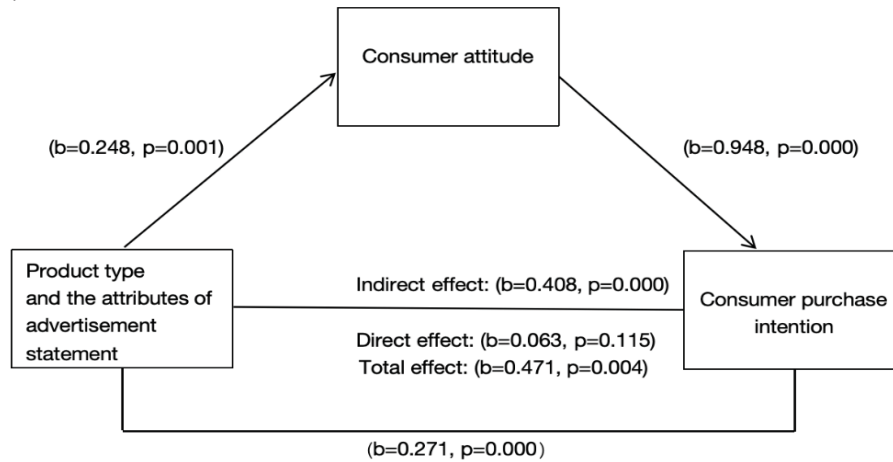 Consumer attitude
(b=0.248, p=0.001)
(b=0.948, p=0.000)
Product type
and the attributes of
advertisement
statement
Indirect effect: (b=0.408, p=0.000)
Direct effect: (b=0.063, p=0.115)
Total effect: (b=0.471, p=0.004)
Consumer purchase
intention
(b=0.271, p=0.000)